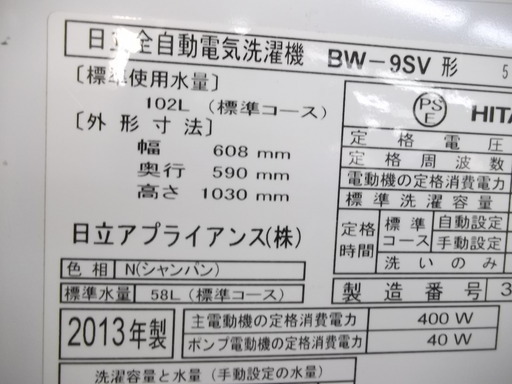 日立全自動電気洗濯機 BW-9SV 形 5
〔標準使用水量〕
102L (標準コース)
〔外形寸法〕
幅 608 mm
奥行 590 mm
高さ 1030 mm
日立アプライアンス(株)
色相 N(シャンパン)
標準水量 58L (標準コース)
2013年製
主電動機の定格消費電力 400 W
ポンプ電動機の定格消費電力 40 W
洗濯容量と水量 (手動設定の水量)
PS
E
HITA
定格電圧
定格周波数
電動機の定格消費電力
標準洗濯容量
定格時間 標準コース 自動設定
手動設定
洗いのみ
製造番号 3